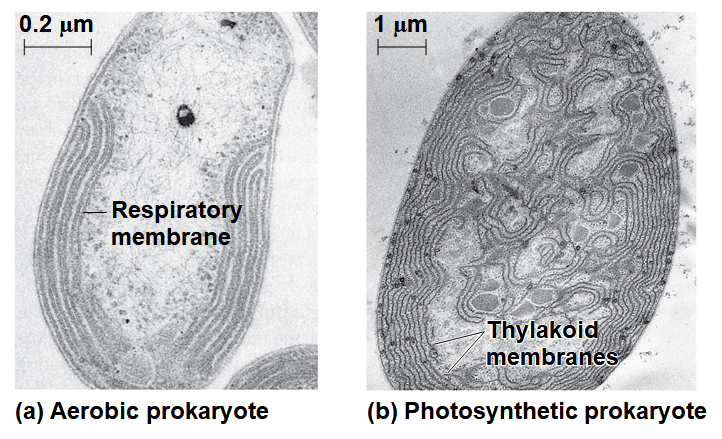 0.2 μm
Respiratory
membrane
(a) Aerobic prokaryote
1 μm
Thylakoid
membranes
(b) Photosynthetic prokaryote